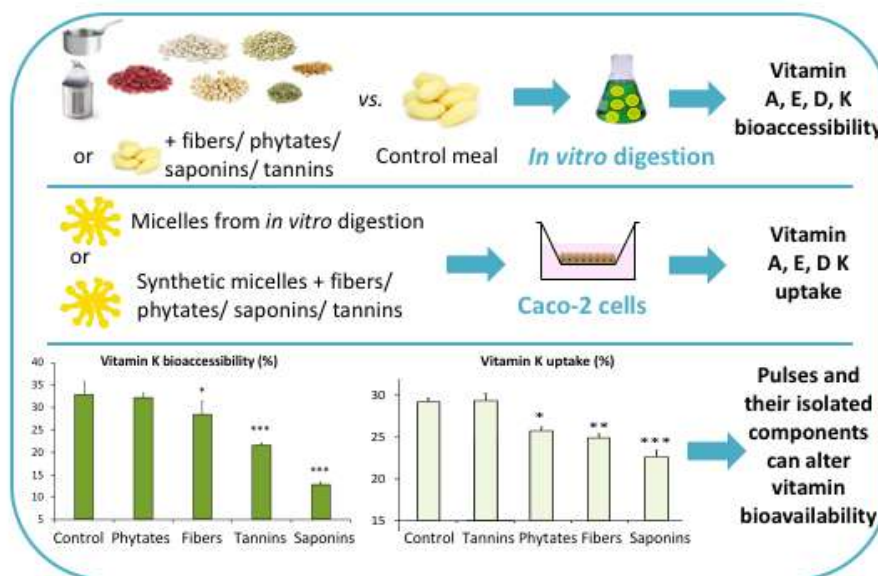 or
+ fibers/ phytates/
saponins/ tannins
vs.
Control meal
In vitro digestion
Vitamin
A, E, D, K
bioaccessibility
Micelles from in vitro digestion
or
Synthetic micelles + fibers/
phytates/ saponins/ tannins
Caco-2 cells
Vitamin
A, E, D K
uptake
Vitamin K bioaccessibility (%)
40
35
30
25
20
15
10
5
*
***
***
Control Phytates Fibers Tannins Saponins
Vitamin K uptake (%)
30
25
20
15
*
**
***
Control Tannins Phytates Fibers Saponins
Pulses and
their isolated
components
can alter
vitamin
bioavailability